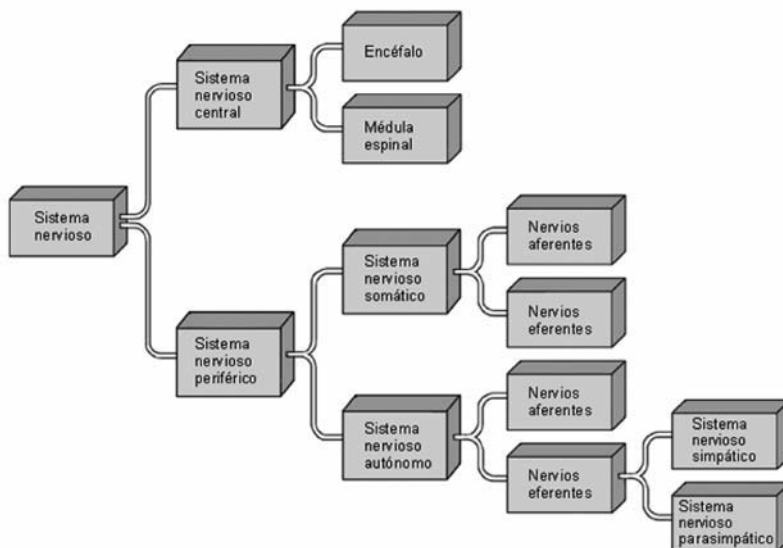 Sistema
nervioso
Sistema
nervioso
central
Encéfalo
Médula
espinal
Sistema
nervioso
periférico
Sistema
nervioso
somático
Nervios
aferentes
Nervios
eferentes
Sistema
nervioso
autónomo
Nervios
aferentes
Nervios
eferentes
Sistema
nervioso
simpático
Sistema
nervioso
parasimpático